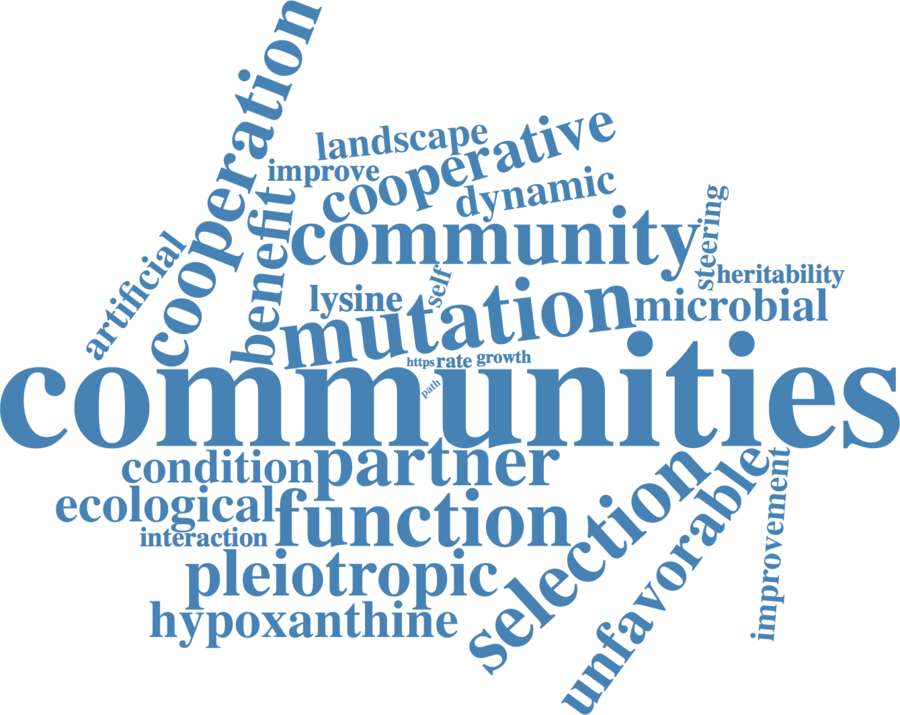 cooperation
landscape
cooperative
improve
dynamic
benefit
community
steering
artificial
self
heritability
lysine
mutation
microbial
https
rate
growth
communities
path
condition
partner
ecological
function
selection
unfavorable
improvement
interaction
pleiotropic
hypoxanthine